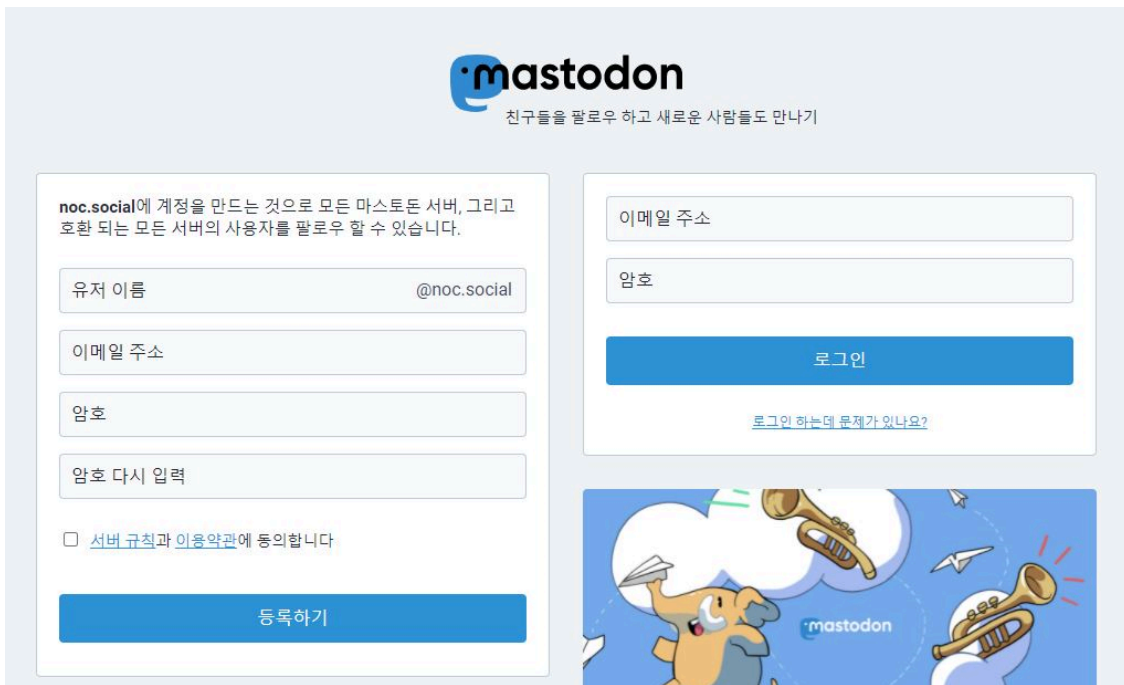 mastodon
친구들을 팔로우 하고 새로운 사람들도 만나기
noc.social에 계정을 만드는 것으로 모든 마스토돈 서버, 그리고
호환 되는 모든 서버의 사용자를 팔로우 할 수 있습니다.
유저 이름 @noc.social
이메일 주소
암호
암호 다시 입력
서버 규칙과 이용약관에 동의합니다
등록하기
이메일 주소
암호
로그인
로그인 하는데 문제가 있나요?
mastodon